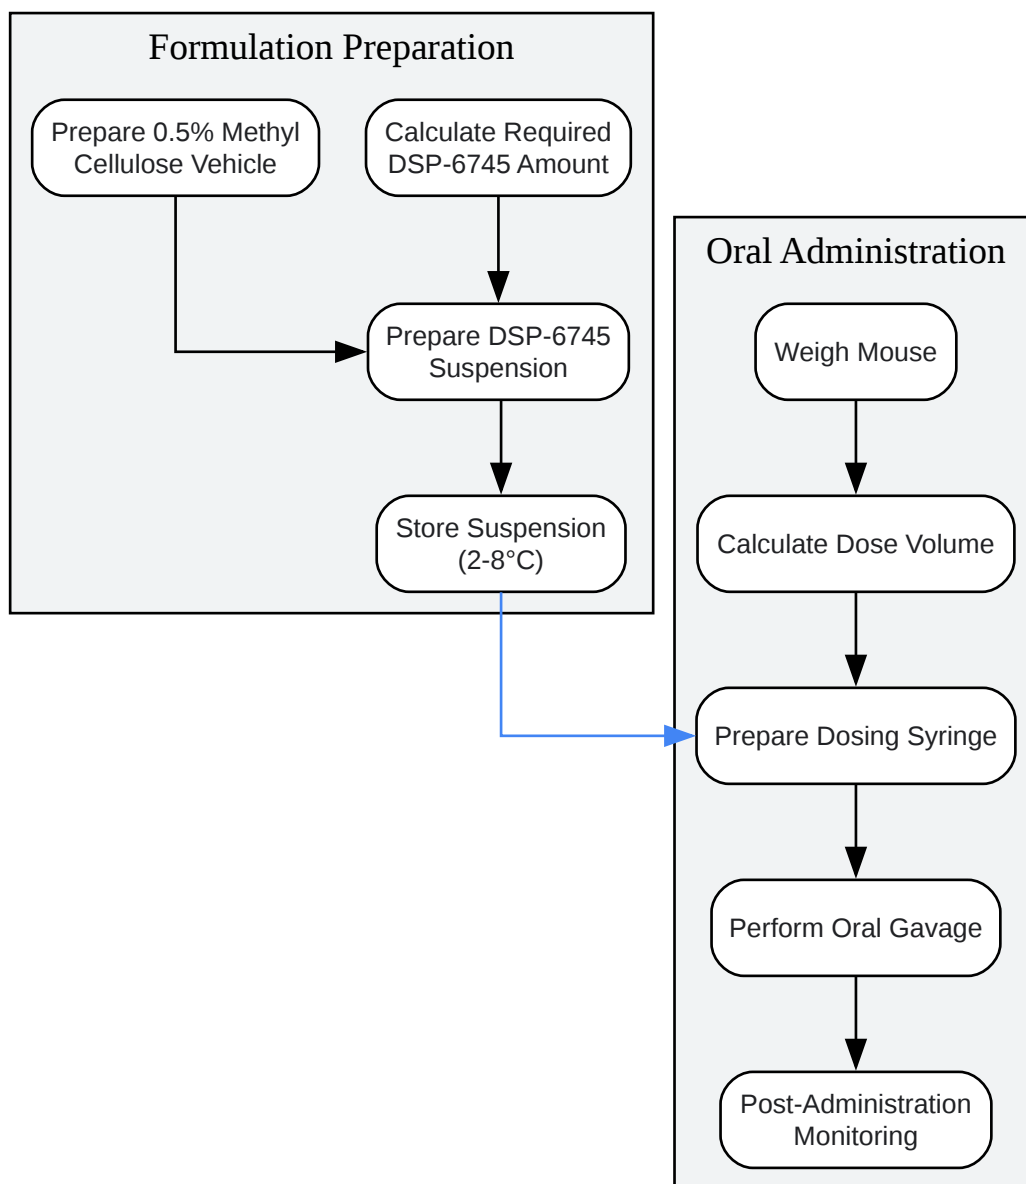 Formulation Preparation
Prepare 0.5% Methyl
Cellulose Vehicle
Calculate Required
DSP-6745 Amount
Prepare DSP-6745
Suspension
Store Suspension
(2-8°C)
Oral Administration
Weigh Mouse
Calculate Dose Volume
Prepare Dosing Syringe
Perform Oral Gavage
Post-Administration
Monitoring